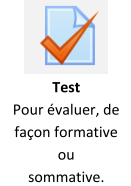 Test
Pour évaluer, de
façon formative
ou
sommative.